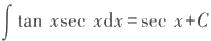 ∫ tan xsec xdx = sec x+C